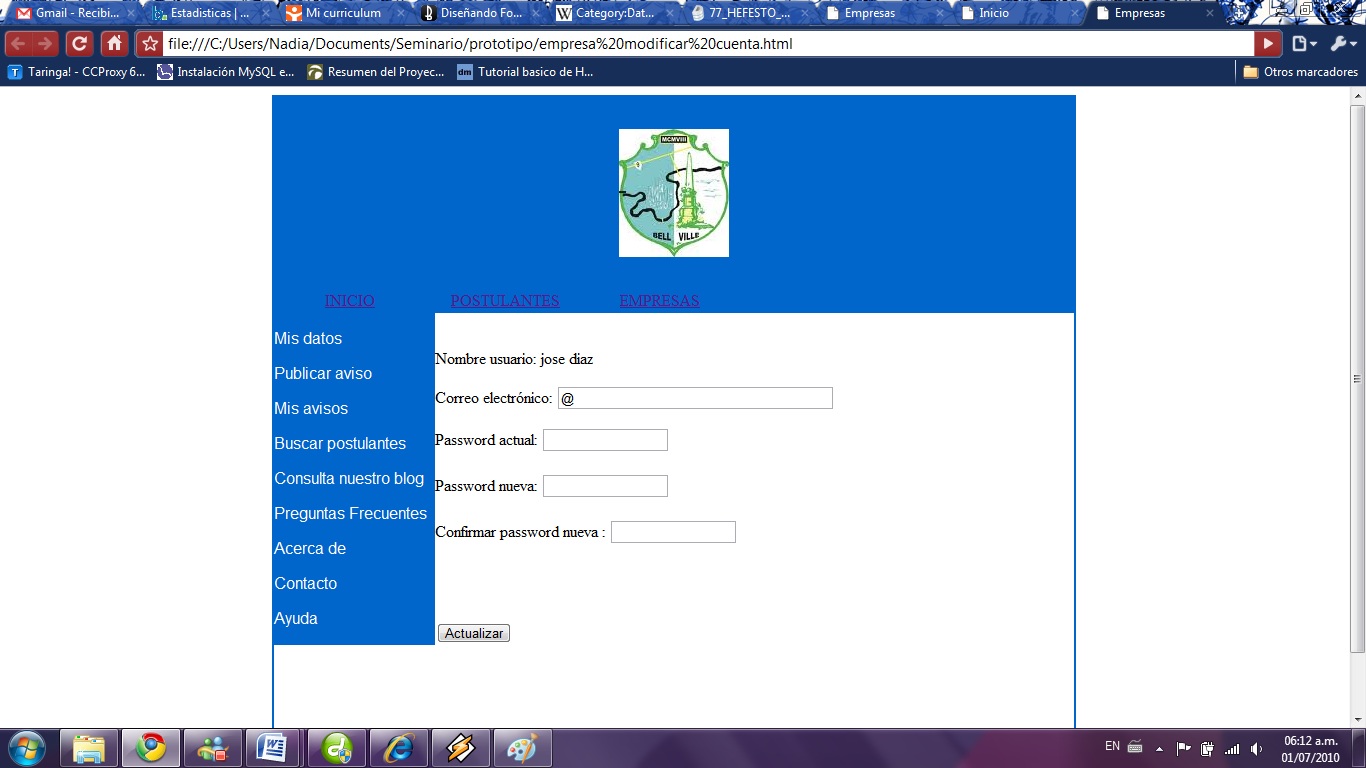 Gmail - Recibi...
Estadisticas | ...
Mi curriculum
Diseñando Fo...
Category:Dat...
77_HEFESTO_...
Empresas
Inicio
Empresas
file:///C:/Users/Nadia/Documents/Seminario/prototipo/empresa%20modificar%20cuenta.html
Taringa! - CCProxy 6...
Instalación MySQL e...
Resumen del Proyec...
dm
Tutorial basico de H...
Otros marcadores
MCMVIII
BELL VILLE
INICIO
POSTULANTES
EMPRESAS
Mis datos
Publicar aviso
Mis avisos
Buscar postulantes
Consulta nuestro blog
Preguntas Frecuentes
Acerca de
Contacto
Ayuda
Nombre usuario: jose diaz
Correo electrónico: @
Password actual:
Password nueva:
Confirmar password nueva :
Actualizar
EN
06:12 a.m.
01/07/2010